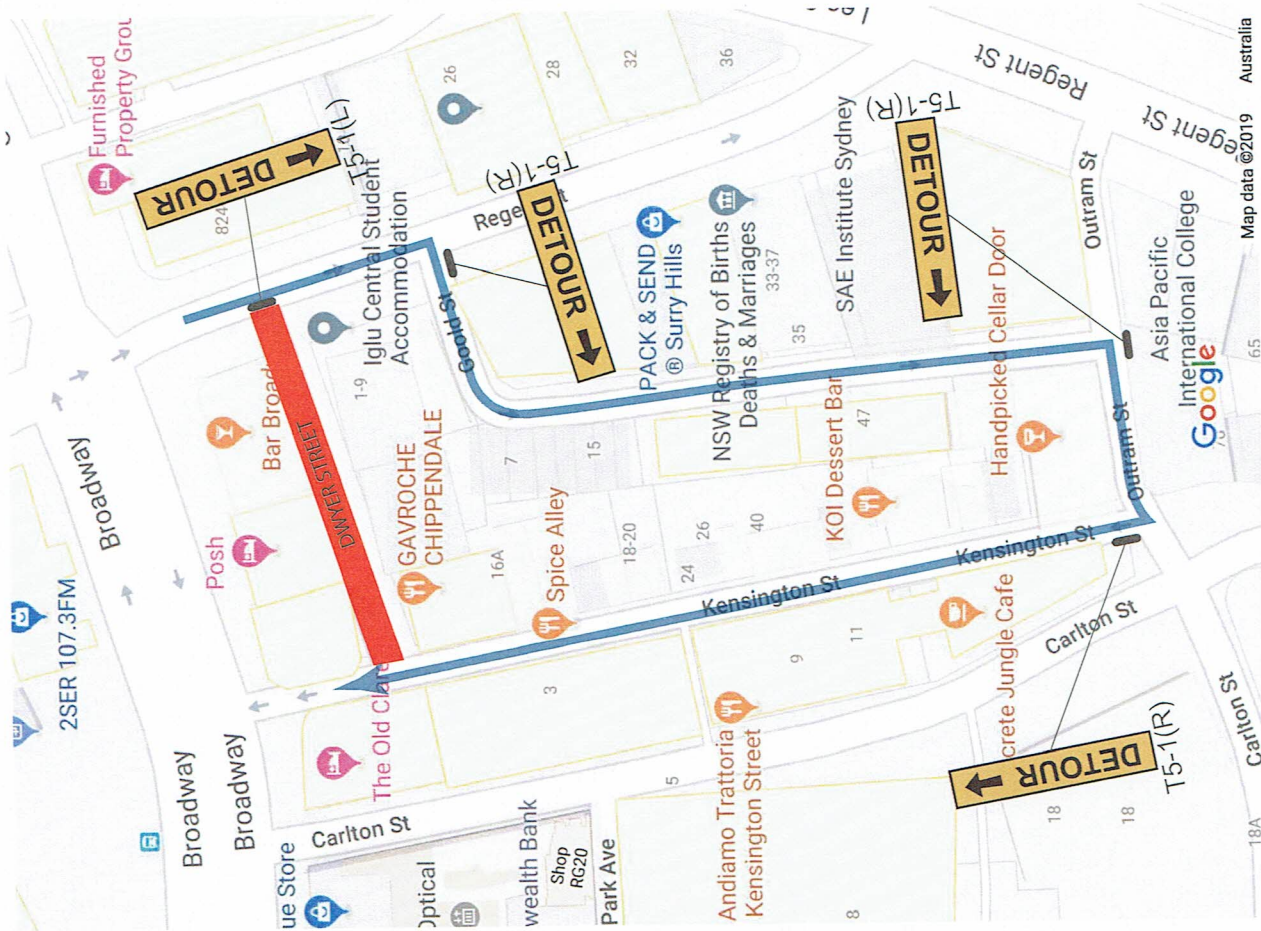 Furnished
Property Grou
824
26
28
32
36
DETOUR
T5-1(L)
Iglu Central Student
Accommodation
1-9
Goold St
DETOUR
T5-1(R)
PACK & SEND
® Surry Hills
NSW Registry of Births
Deaths & Marriages
33-37
35
SAE Institute Sydney
DETOUR
T5-1(R)
Regent St
Regent St
Outram St
Asia Pacific
International College
Google
65
Map data ©2019
Australia
Broadway
Bar Broad
Posh
DWYER STREET
GAVROCHE
CHIPPENDALE
7
15
16A
Spice Alley
18-20
24
26
40
KOI Dessert Bar
47
Handpicked Cellar Door
Outram St
Kensington St
Kensington St
2SER 107.3FM
Broadway
Broadway
The Old Clare
3
9
11
crete Jungle Cafe
Carlton St
Carlton St
Carlton St
5
Andiamo Trattoria
Kensington Street
DETOUR
T5-1(R)
18
18
18A
8
Carlton St
ue Store
Optical
wealth Bank
Shop
RG20
Park Ave